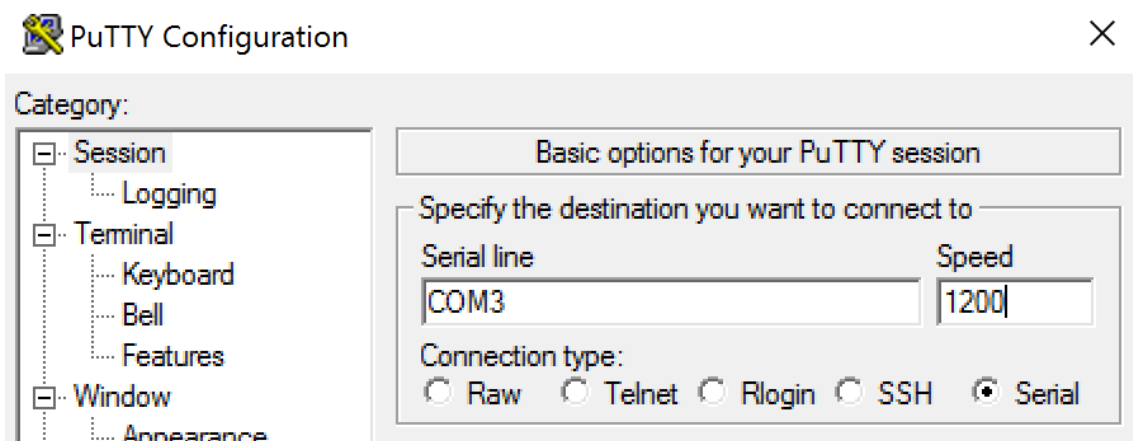 PuTTY Configuration
Category:
Session
Logging
Terminal
Keyboard
Bell
Features
Window
Appearance
Basic options for your PuTTY session
Specify the destination you want to connect to
Serial line
Speed
COM3
1200
Connection type:
Raw Telnet Rlogin SSH Serial